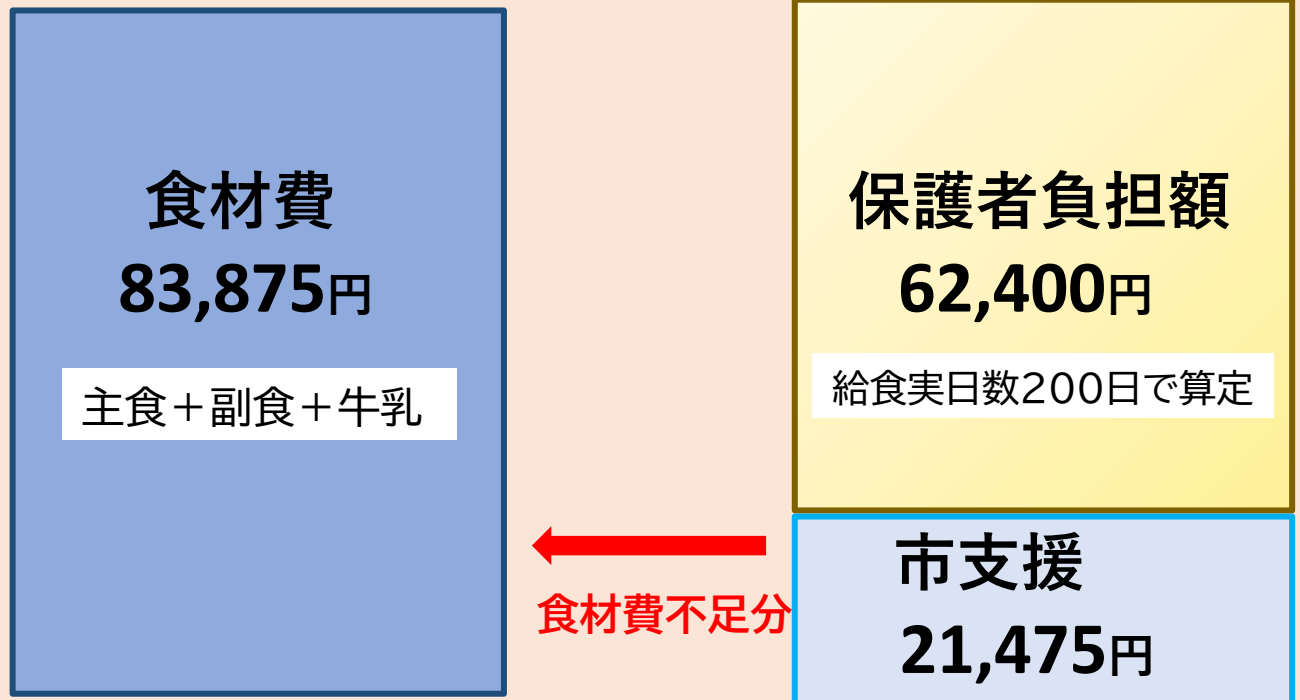 食材費
83,875円
主食＋副食＋牛乳
保護者負担額
62,400円
給食実日数200日で算定
食材費不足分
市支援
21,475円